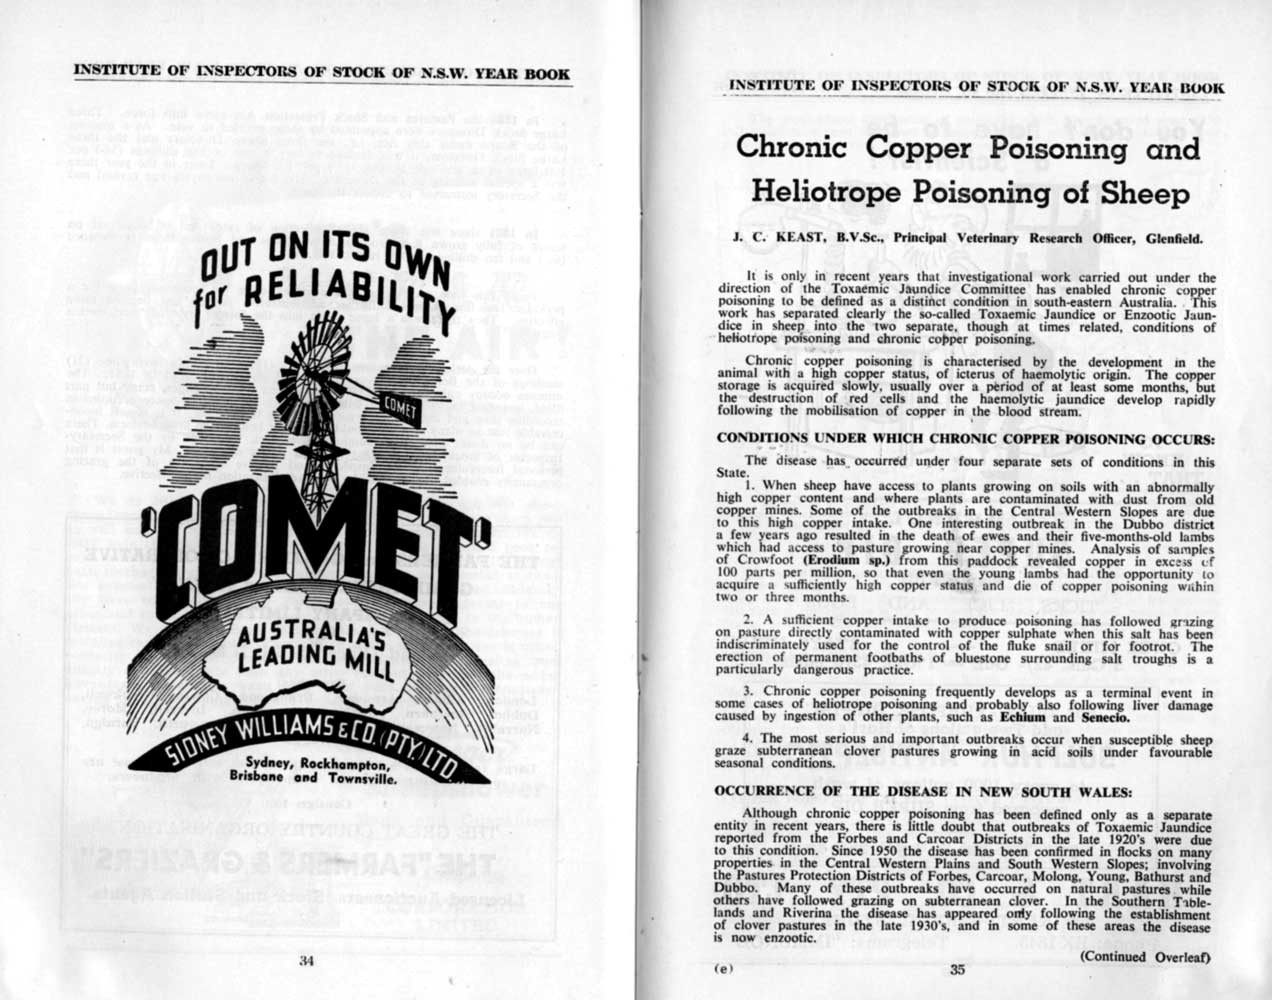 INSTITUTE OF INSPECTORS OF STOCK OF N.S.W. YEAR BOOK
OUT ON ITS OWN
for RELIABILITY
COMET
'COMET'
AUSTRALIA'S
LEADING MILL
SIDNEY WILLIAMS & CO. (PTY.) LTD
Sydney, Rockhampton,
Brisbane and Townsville.
34
INSTITUTE OF INSPECTORS OF STOCK OF N.S.W. YEAR BOOK
Chronic Copper Poisoning and
Heliotrope Poisoning of Sheep
J. C. KEAST, B.V.Sc., Principal Veterinary Research Officer, Glenfield.
It is only in recent years that investigational work carried out under the
direction of the Toxaemic Jaundice Committee has enabled chronic copper
poisoning to be defined as a distinct condition in south-eastern Australia. This
work has separated clearly the so-called Toxaemic Jaundice or Enzootic Jaun-
dice in sheep into the two separate, though at times related, conditions of
heliotrope poisoning and chronic copper poisoning.
Chronic copper poisoning is characterised by the development in the
animal with a high copper status, of icterus of haemolytic origin. The copper
storage is acquired slowly, usually over a period of at least some months, but
the destruction of red cells and the haemolytic jaundice develop rapidly
following the mobilisation of copper in the blood stream.
CONDITIONS UNDER WHICH CHRONIC COPPER POISONING OCCURS:
The disease has occurred under four separate sets of conditions in this
State.
1. When sheep have access to plants growing on soils with an abnormally
high copper content and where plants are contaminated with dust from old
copper mines. Some of the outbreaks in the Central Western Slopes are due
to this high copper intake. One interesting outbreak in the Dubbo district
a few years ago resulted in the death of ewes and their five-months-old lambs
which had access to pasture growing near copper mines. Analysis of samples
of Crowfoot (Erodium sp.) from this paddock revealed copper in excess of
100 parts per million, so that even the young lambs had the opportunity to
acquire a sufficiently high copper status and die of copper poisoning within
two or three months.
2. A sufficient copper intake to produce poisoning has followed grazing
on pasture directly contaminated with copper sulphate when this salt has been
indiscriminately used for the control of the fluke snail or for footrot. The
erection of permanent footbaths of bluestone surrounding salt troughs is a
particularly dangerous practice.
3. Chronic copper poisoning frequently develops as a terminal event in
some cases of heliotrope poisoning and probably also following liver damage
caused by ingestion of other plants, such as Echium and Senecio.
4. The most serious and important outbreaks occur when susceptible sheep
graze subterranean clover pastures growing in acid soils under favourable
seasonal conditions.
OCCURRENCE OF THE DISEASE IN NEW SOUTH WALES:
Although chronic copper poisoning has been defined only as a separate
entity in recent years, there is little doubt that outbreaks of Toxaemic Jaundice
reported from the Forbes and Carcoar Districts in the late 1920's were due
to this condition. Since 1950 the disease has been confirmed in flocks on many
properties in the Central Western Plains and South Western Slopes; involving
the Pastures Protection Districts of Forbes, Carcoar, Molong, Young, Bathurst and
Dubbo. Many of these outbreaks have occurred on natural pastures while
others have followed grazing on subterranean clover. In the Southern Table-
lands and Riverina the disease has appeared only following the establishment
of clover pastures in the late 1930's, and in some of these areas the disease
is now enzootic.
(Continued Overleaf)
(e)
35